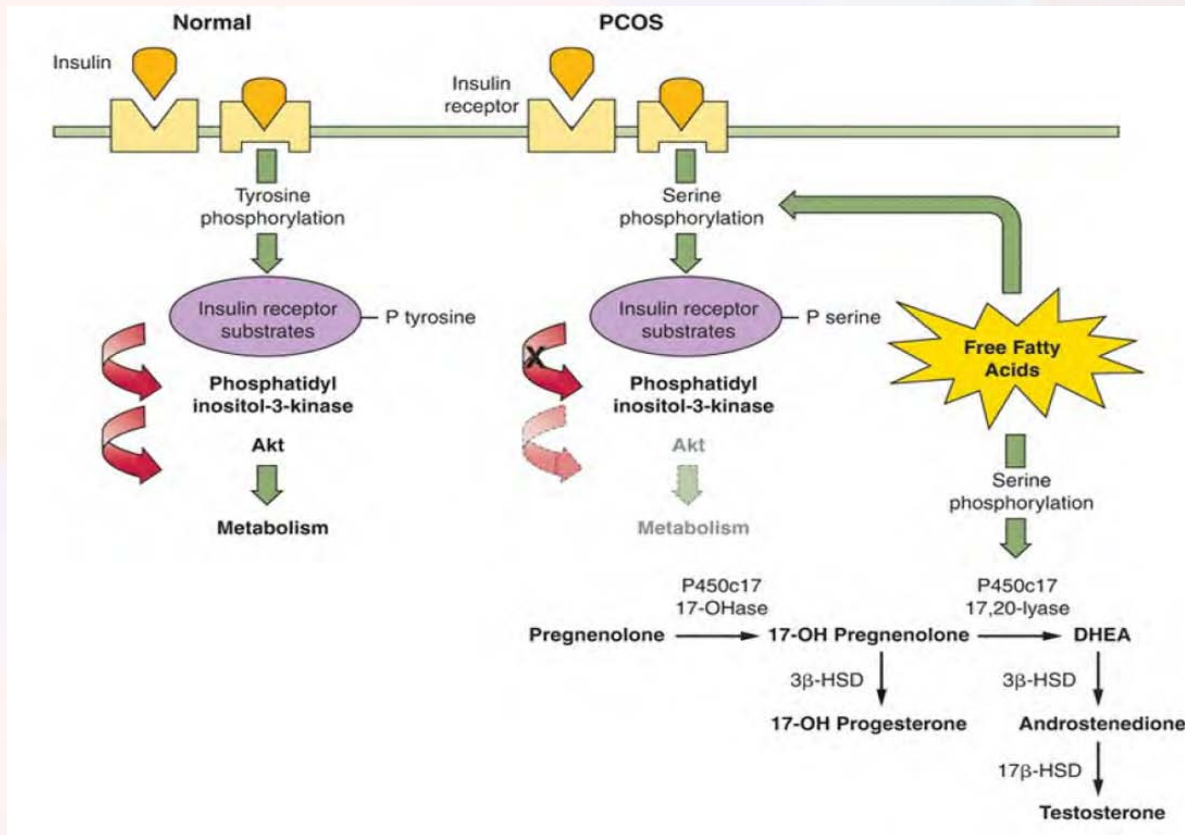 Normal
PCOS
Insulin
Insulin
receptor
Tyrosine
phosphorylation
Serine
phosphorylation
Insulin receptor
substrates
P tyrosine
Insulin receptor
substrates
P serine
Free Fatty
Acids
Phosphatidyl
inositol-3-kinase
X
Phosphatidyl
inositol-3-kinase
Akt
Akt
Metabolism
Metabolism
Serine
phosphorylation
P450c17
17-OHase
P450c17
17,20-lyase
Pregnenolone
17-OH Pregnenolone
DHEA
3β-HSD
3β-HSD
17-OH Progesterone
Androstenedione
17β-HSD
Testosterone